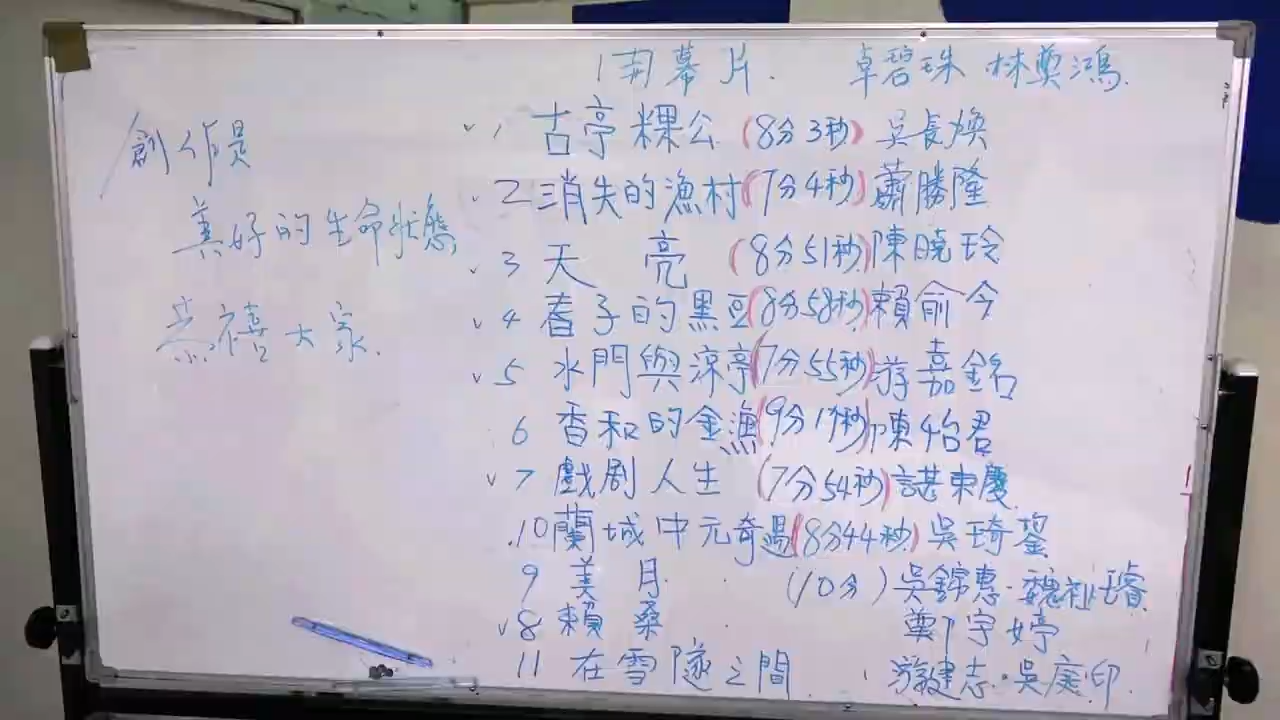 創作是
美好的生命狀態
恭禧大家.
1 開幕片. 卓碧珠 林奠鴻.
✓ 1 古亭粿公 (8分3秒) 吳長煥
✓ 2 消失的漁村 (7分4秒) 蕭勝隆
✓ 3 天 亮 (8分51秒) 陳曉玲
✓ 4 耆子的黑豆 (8分58秒) 賴俞今
✓ 5 水門與涼亭 (7分55秒) 游嘉錦
6 香和的金漁 (9分19秒) 陳怡君
✓ 7 戲劇人生 (7分54秒) 諶東慶
10 蘭城中元奇遇 (8分44秒) 吳琦鋆
9 美月 (10分) 吳錦惠.魏祉璿
✓ 8 賴桑 宇婷
11 在雪隧之間 游建志.吳庭印.